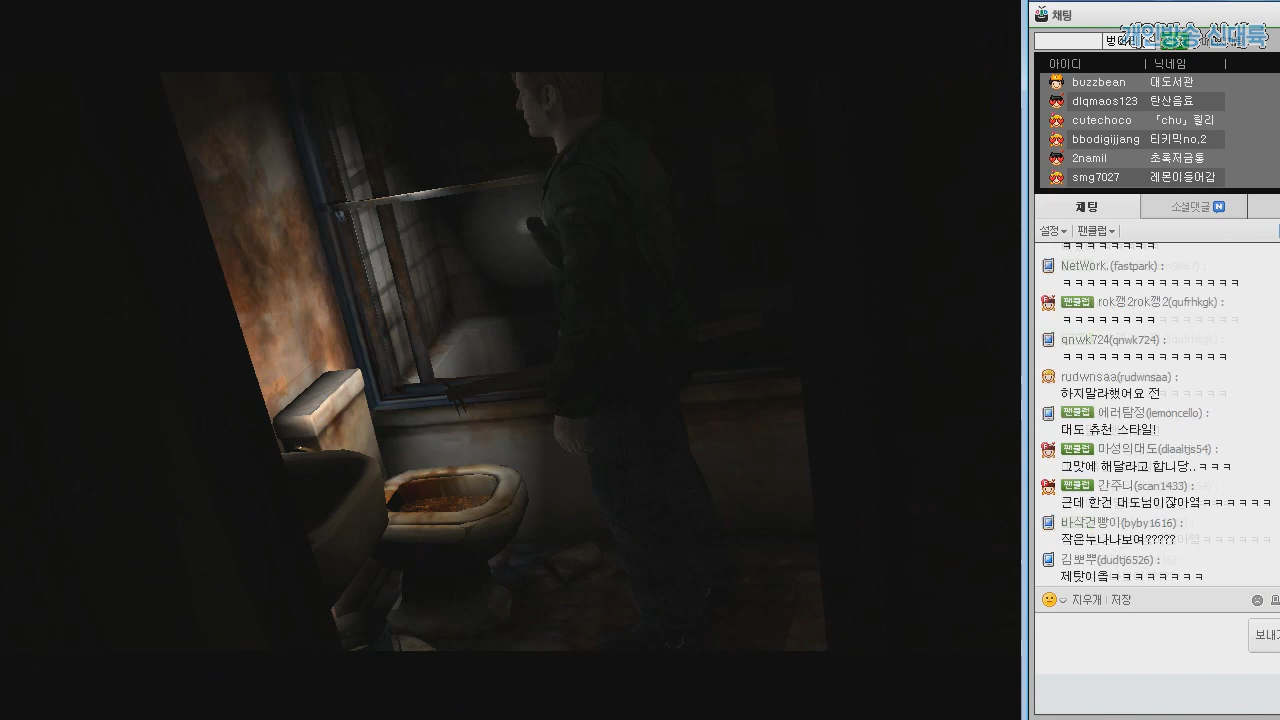 채팅
개인방송 신대륙
아이디 | 닉네임 |
buzzbean 대도서관
dlqmaos123 탄산음료
cutechoco 「chu」힐리
bbodigijjang 티키믹no,2
2namil 초록저금통
smg7027 레몬이들어감
채팅 소셜댓글 N
설정 | 팬클럽 |
ㅋㅋㅋㅋㅋㅋㅋㅋ
NetWorK.(fastpark) :
ㅋㅋㅋㅋㅋㅋㅋㅋㅋㅋㅋㅋㅋㅋㅋ
팬클럽 rok깽2rok깽2(qufrhkgk) :
ㅋㅋㅋㅋㅋㅋㅋㅋ
qnwk724(qnwk724) :
ㅋㅋㅋㅋㅋㅋㅋㅋㅋㅋㅋㅋㅋㅋ
rudwnsaa(rudwnsaa) :
하지말라했어요 전
팬클럽 에러탐정(lemoncello) :
대도 츄천 스타일!
팬클럽 마성의대도(dlaaltjs54) :
그맛에 해달라고 합니당,.ㅋㅋㅋ
팬클럽 간주니(scan1433) :
근데 한건 대도님이잖아염ㅋㅋㅋㅋㅋㅋ
바삭건빵이(byby1616) :
작은누나나보여?????
김뽀뿌(dudtj6526) :
제탓이욬ㅋㅋㅋㅋㅋㅋㅋㅋ
지우개 | 저장